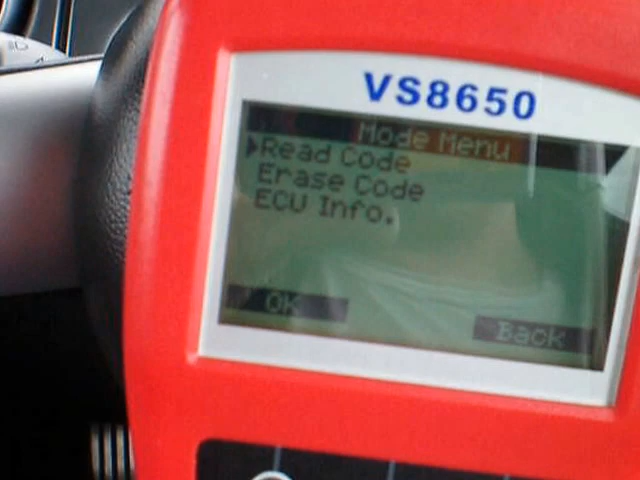 VS8650
Mode Menu
Read Code
Erase Code
ECU Info.
OK
Back